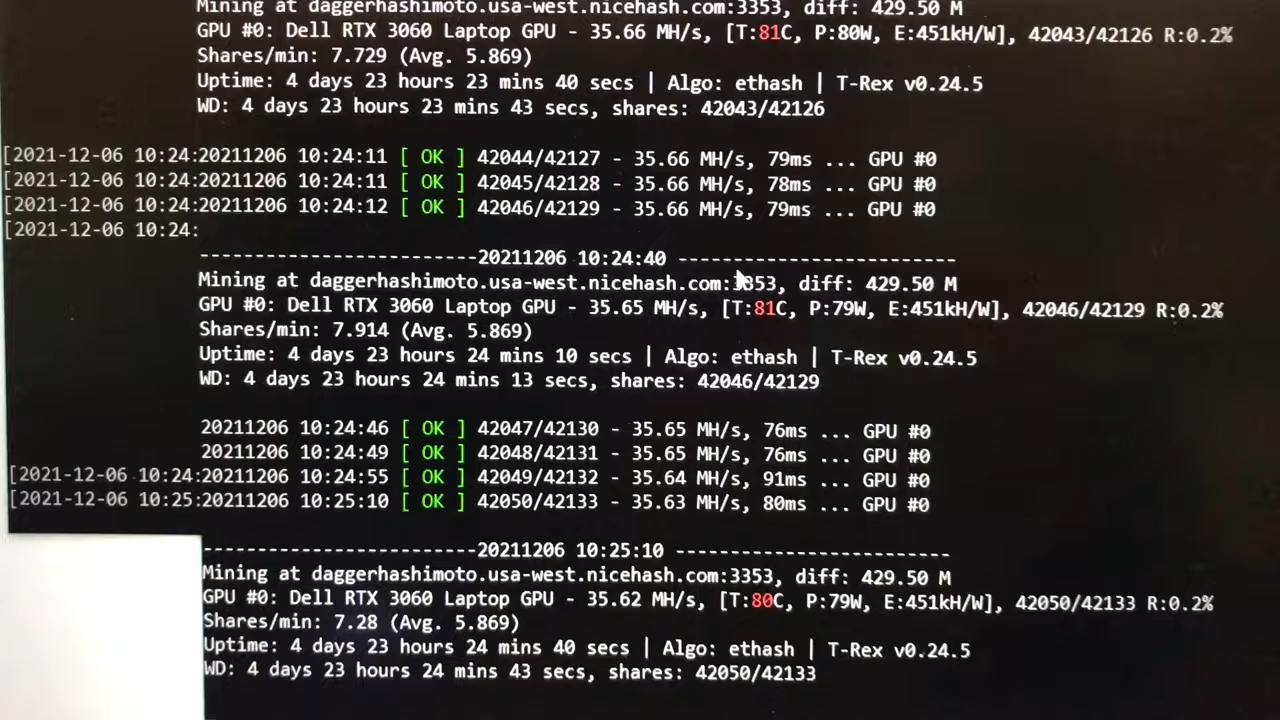 Mining at daggerhashimoto.usa-west.nicehash.com:3353, diff: 429.50 M
GPU #0: Dell RTX 3060 Laptop GPU - 35.66 MH/s, [T:81C, P:80W, E:451kH/W], 42043/42126 R:0.2%
Shares/min: 7.729 (Avg. 5.869)
Uptime: 4 days 23 hours 23 mins 40 secs | Algo: ethash | T-Rex v0.24.5
WD: 4 days 23 hours 23 mins 43 secs, shares: 42043/42126
[2021-12-06 10:24:20211206 10:24:11 [ OK ] 42044/42127 - 35.66 MH/s, 79ms ... GPU #0
[2021-12-06 10:24:20211206 10:24:11 [ OK ] 42045/42128 - 35.66 MH/s, 78ms ... GPU #0
[2021-12-06 10:24:20211206 10:24:12 [ OK ] 42046/42129 - 35.66 MH/s, 79ms ... GPU #0
[2021-12-06 10:24:
-------------------------20211206 10:24:40 -------------------------
Mining at daggerhashimoto.usa-west.nicehash.com:3353, diff: 429.50 M
GPU #0: Dell RTX 3060 Laptop GPU - 35.65 MH/s, [T:81C, P:79W, E:451kH/W], 42046/42129 R:0.2%
Shares/min: 7.914 (Avg. 5.869)
Uptime: 4 days 23 hours 24 mins 10 secs | Algo: ethash | T-Rex v0.24.5
WD: 4 days 23 hours 24 mins 13 secs, shares: 42046/42129
20211206 10:24:46 [ OK ] 42047/42130 - 35.65 MH/s, 76ms ... GPU #0
20211206 10:24:49 [ OK ] 42048/42131 - 35.65 MH/s, 76ms ... GPU #0
[2021-12-06 10:24:20211206 10:24:55 [ OK ] 42049/42132 - 35.64 MH/s, 91ms ... GPU #0
[2021-12-06 10:25:20211206 10:25:10 [ OK ] 42050/42133 - 35.63 MH/s, 80ms ... GPU #0
-------------------------20211206 10:25:10 -------------------------
Mining at daggerhashimoto.usa-west.nicehash.com:3353, diff: 429.50 M
GPU #0: Dell RTX 3060 Laptop GPU - 35.62 MH/s, [T:80C, P:79W, E:451kH/W], 42050/42133 R:0.2%
Shares/min: 7.28 (Avg. 5.869)
Uptime: 4 days 23 hours 24 mins 40 secs | Algo: ethash | T-Rex v0.24.5
WD: 4 days 23 hours 24 mins 43 secs, shares: 42050/42133